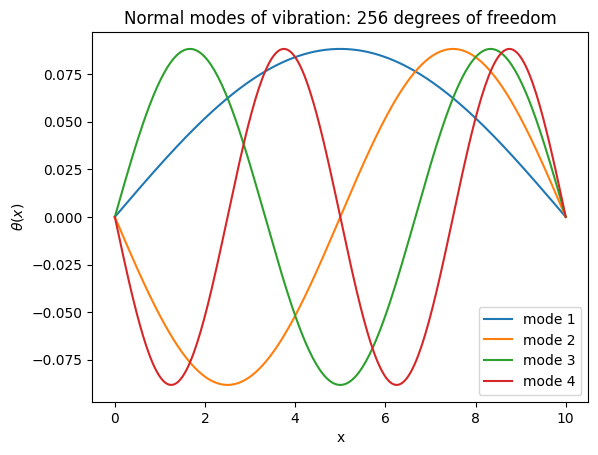 Normal modes of vibration: 256 degrees of freedom
0.075
0.050
0.025
0.000
−0.025
−0.050
−0.075
θ(x)
mode 1
mode 2
mode 3
mode 4
0 2 4 6 8 10
x